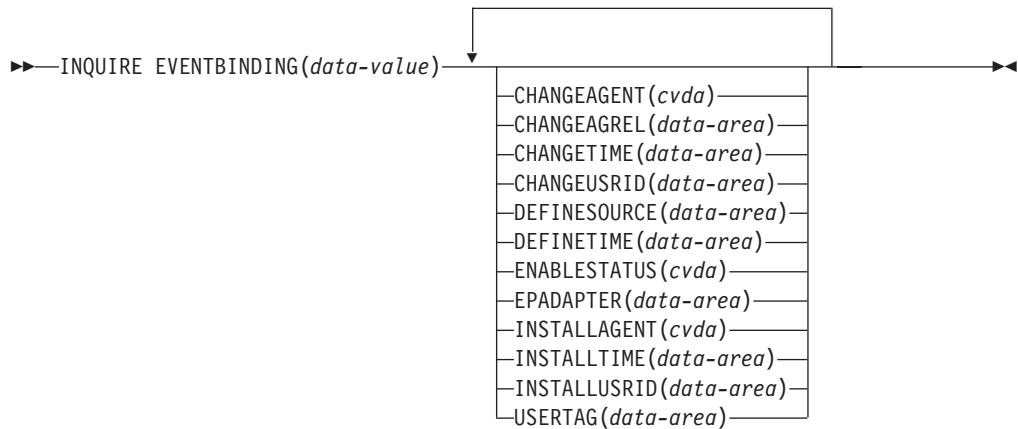 INQUIRE EVENTBINDING(data-value)
CHANGEAGENT(cvda)
CHANGEAGREL(data-area)
CHANGETIME(data-area)
CHANGEUSRID(data-area)
DEFINESOURCE(data-area)
DEFINETIME(data-area)
ENABLESTATUS(cvda)
EPADAPTER(data-area)
INSTALLAGENT(cvda)
INSTALLTIME(data-area)
INSTALLUSRID(data-area)
USERTAG(data-area)